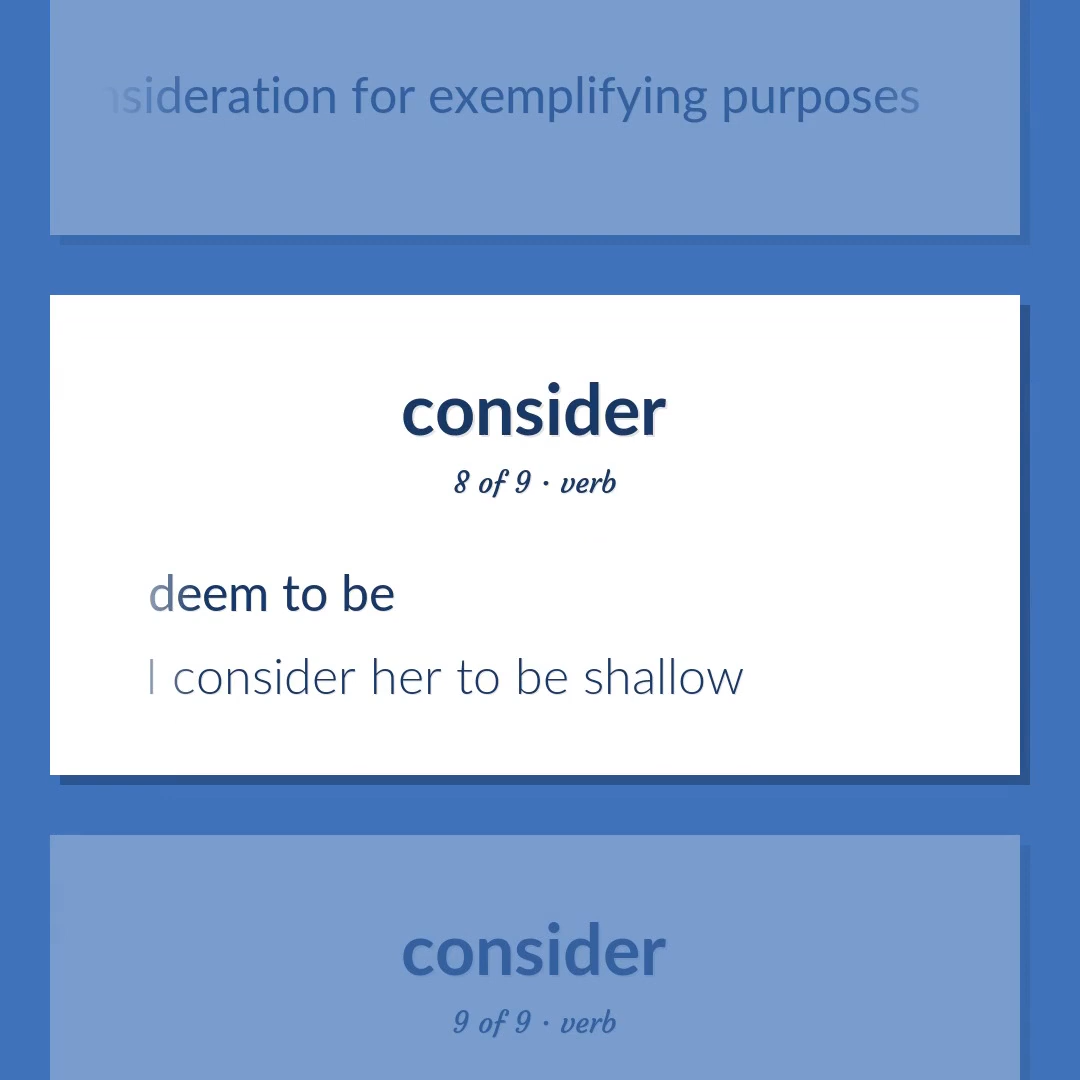 for exemplifying purposes
consider
8 of 9 · verb
deem to be
I consider her to be shallow
consider
9 of 9 · verb